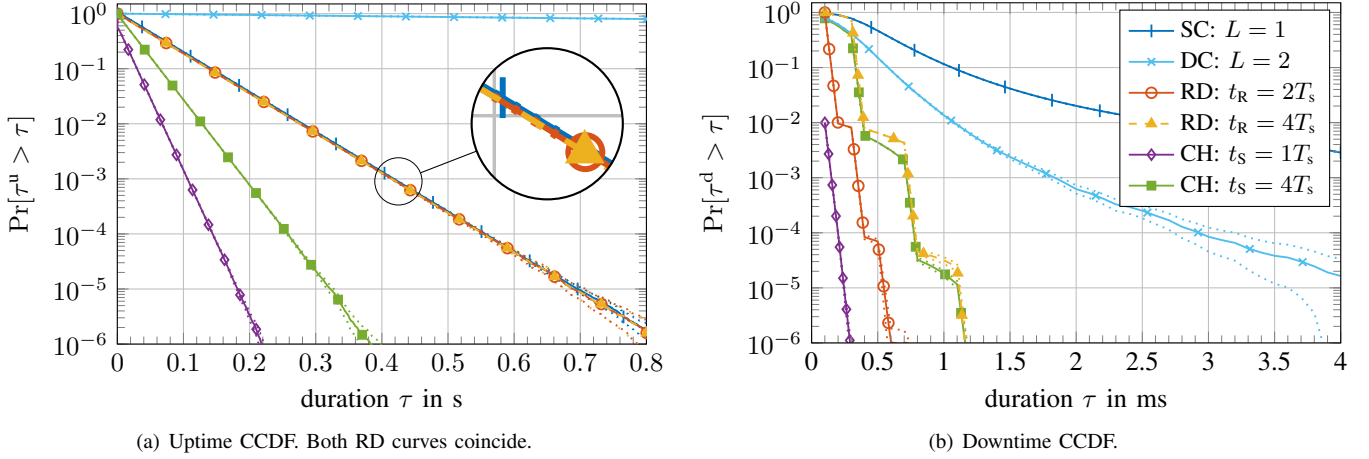 10^0
10^-1
10^-2
10^-3
10^-4
10^-5
10^-6
Pr[τ^u > τ]
0 0.1 0.2 0.3 0.4 0.5 0.6 0.7 0.8
duration τ in s
(a) Uptime CCDF. Both RD curves coincide.
10^0
10^-1
10^-2
10^-3
10^-4
10^-5
10^-6
Pr[τ^d > τ]
SC: L = 1
DC: L = 2
RD: t_R = 2T_s
RD: t_R = 4T_s
CH: t_S = 1T_s
CH: t_S = 4T_s
0 0.5 1 1.5 2 2.5 3 3.5 4
duration τ in ms
(b) Downtime CCDF.